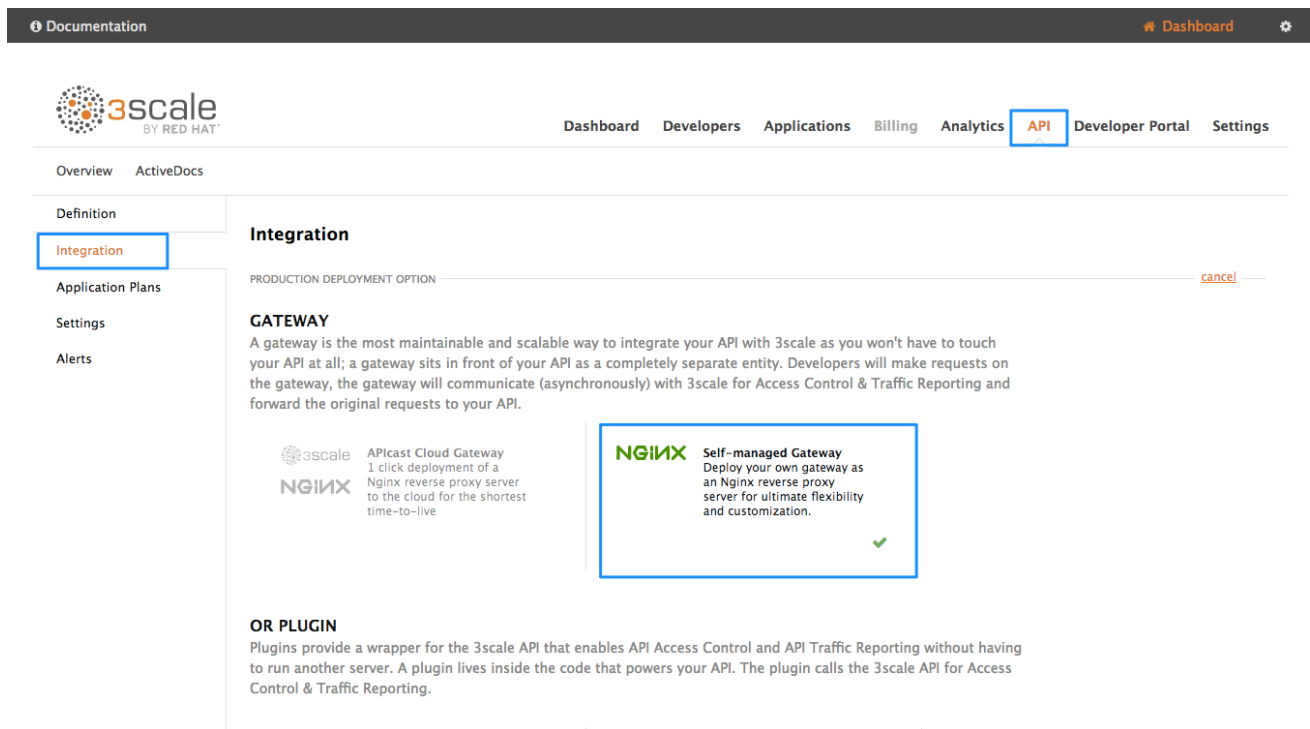 Documentation
Dashboard
3scale
BY RED HAT
Dashboard Developers Applications Billing Analytics API Developer Portal Settings
Overview ActiveDocs
Definition
Integration
Application Plans
Settings
Alerts
Integration
PRODUCTION DEPLOYMENT OPTION
cancel
GATEWAY
A gateway is the most maintainable and scalable way to integrate your API with 3scale as you won't have to touch
your API at all; a gateway sits in front of your API as a completely separate entity. Developers will make requests on
the gateway, the gateway will communicate (asynchronously) with 3scale for Access Control & Traffic Reporting and
forward the original requests to your API.
3scale
NGINX
APIcast Cloud Gateway
1 click deployment of a
Nginx reverse proxy server
to the cloud for the shortest
time-to-live
NGINX
Self-managed Gateway
Deploy your own gateway as
an Nginx reverse proxy
server for ultimate flexibility
and customization.
OR PLUGIN
Plugins provide a wrapper for the 3scale API that enables API Access Control and API Traffic Reporting without having
to run another server. A plugin lives inside the code that powers your API. The plugin calls the 3scale API for Access
Control & Traffic Reporting.